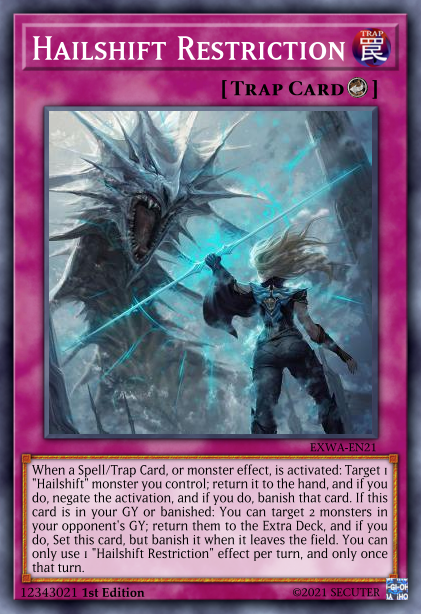 HAILSHIFT RESTRICTION
TRAP
罠
[TRAP CARD]
EXWA-EN21
When a Spell/Trap Card, or monster effect, is activated: Target 1
"Hailshift" monster you control; return it to the hand, and if you
do, negate the activation, and if you do, banish that card. If this
card is in your GY or banished: You can target 2 monsters in
your opponent's GY; return them to the Extra Deck, and if you
do, Set this card, but banish it when it leaves the field. You can
only use 1 "Hailshift Restriction" effect per turn, and only once
that turn.
12343021 1st Edition ©2021 SECUTER